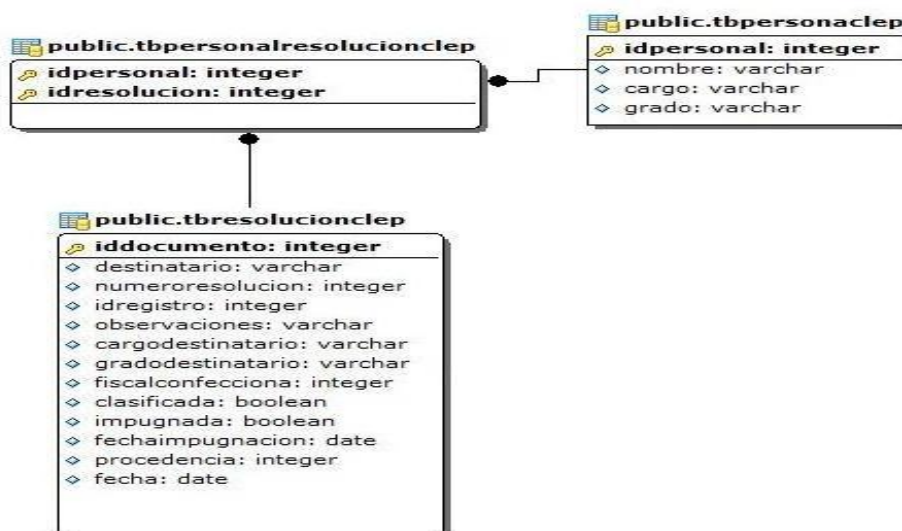 public.tbpersonalresolucionclep
idpersonal: integer
idresolucion: integer
public.tbpersonaclep
idpersonal: integer
nombre: varchar
cargo: varchar
grado: varchar
public.tbresolucionclep
iddocumento: integer
destinatario: varchar
numeroresolucion: integer
idregistro: integer
observaciones: varchar
cargodestinatario: varchar
gradodestinatario: varchar
fiscalconfecciona: integer
clasificada: boolean
impugnada: boolean
fechaimpugnacion: date
procedencia: integer
fecha: date